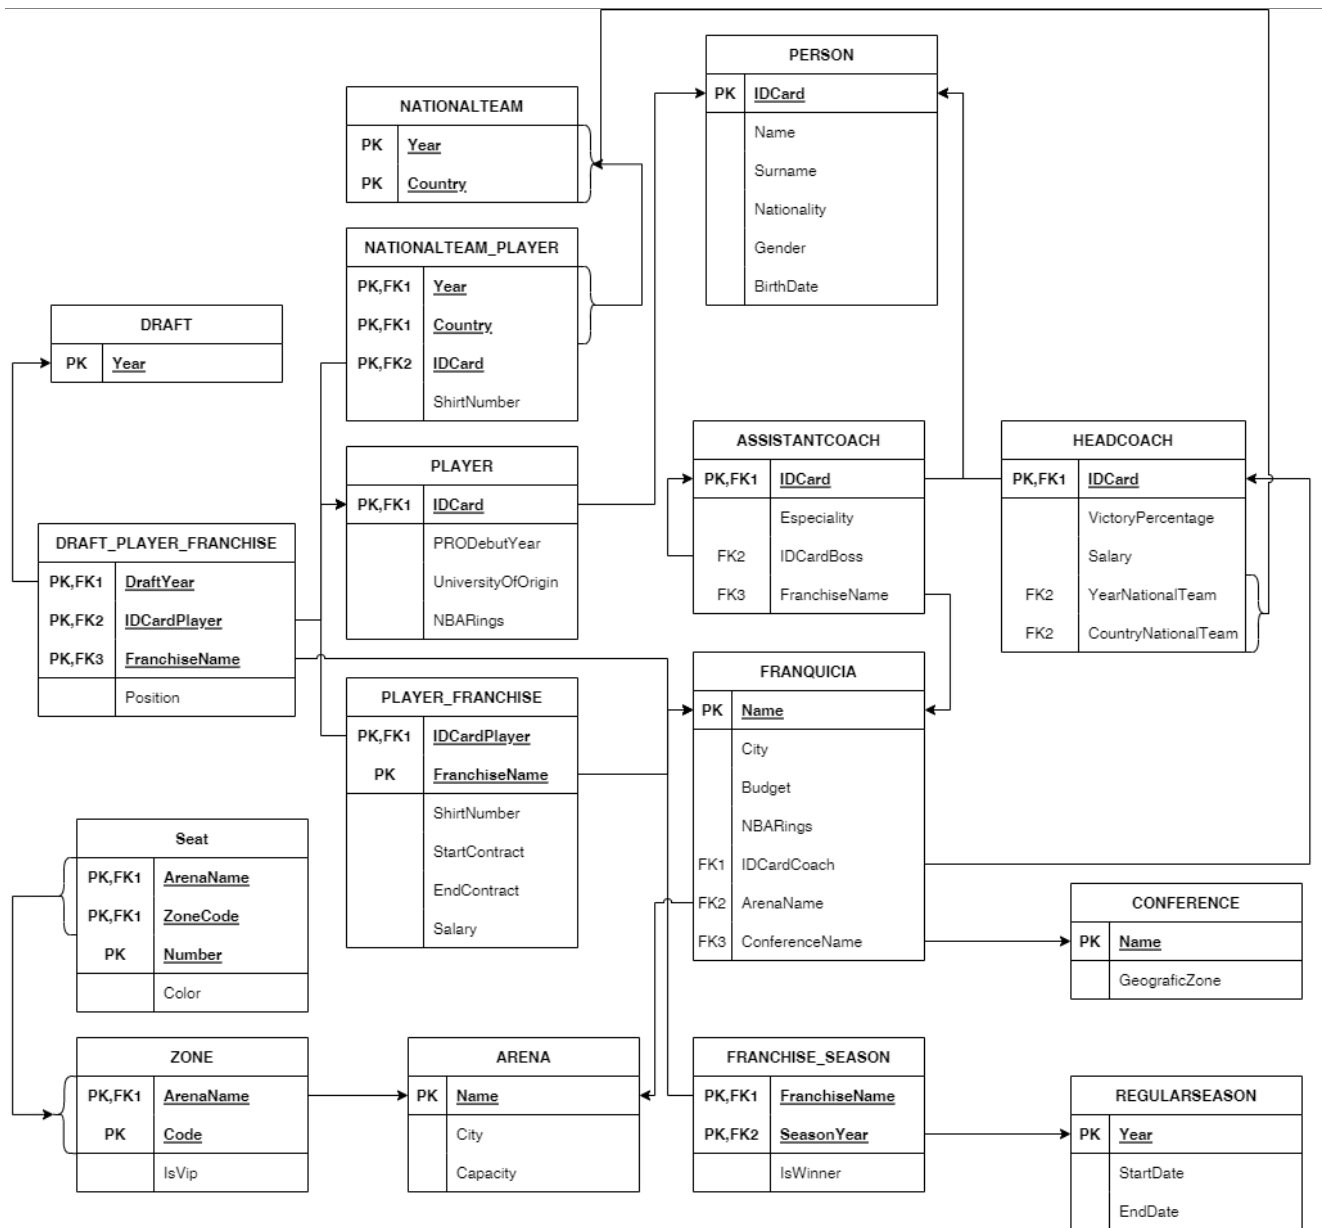 PERSON
PK IDCard
Name
Surname
Nationality
Gender
BirthDate
NATIONALTEAM
PK Year
PK Country
NATIONALTEAM_PLAYER
PK,FK1 Year
PK,FK1 Country
PK,FK2 IDCard
ShirtNumber
DRAFT
PK Year
PLAYER
PK,FK1 IDCard
PRODebutYear
UniversityOfOrigin
NBARings
ASSISTANTCOACH
PK,FK1 IDCard
Especiality
FK2 IDCardBoss
FK3 FranchiseName
HEADCOACH
PK,FK1 IDCard
VictoryPercentage
Salary
FK2 YearNationalTeam
FK2 CountryNationalTeam
DRAFT_PLAYER_FRANCHISE
PK,FK1 DraftYear
PK,FK2 IDCardPlayer
PK,FK3 FranchiseName
Position
PLAYER_FRANCHISE
PK,FK1 IDCardPlayer
PK FranchiseName
ShirtNumber
StartContract
EndContract
Salary
FRANQUICIA
PK Name
City
Budget
NBARings
FK1 IDCardCoach
FK2 ArenaName
FK3 ConferenceName
Seat
PK,FK1 ArenaName
PK,FK1 ZoneCode
PK Number
Color
CONFERENCE
PK Name
GeograficZone
ZONE
PK,FK1 ArenaName
PK Code
IsVip
ARENA
PK Name
City
Capacity
FRANCHISE_SEASON
PK,FK1 FranchiseName
PK,FK2 SeasonYear
IsWinner
REGULARSEASON
PK Year
StartDate
EndDate